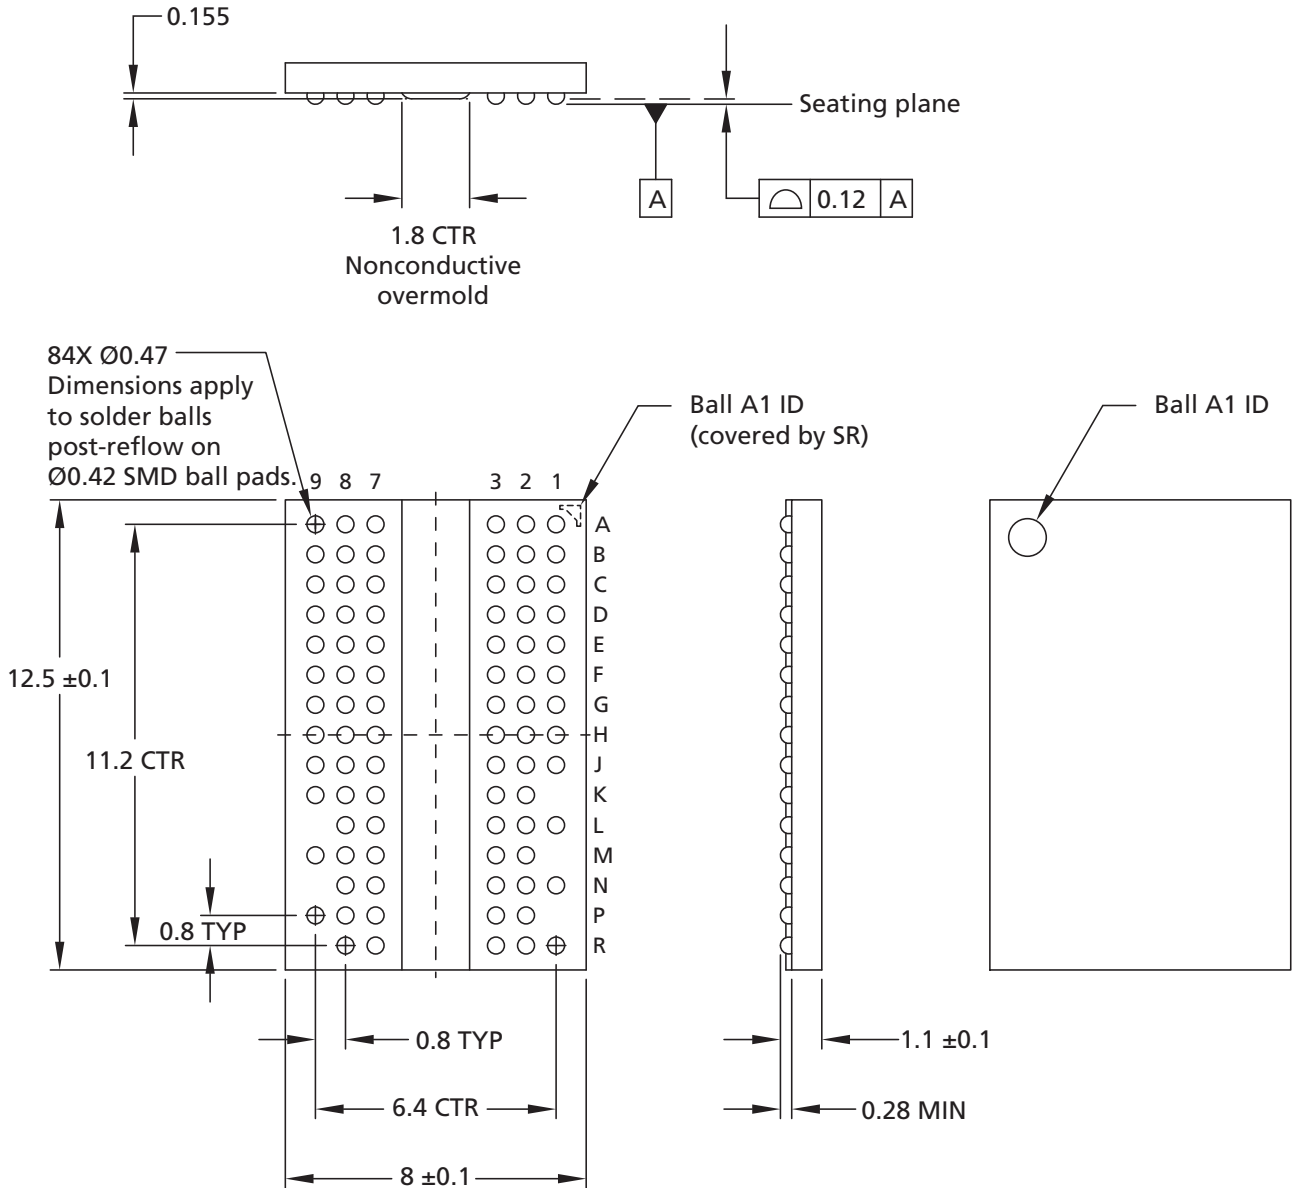 0.155
Seating plane
A
0.12 A
1.8 CTR
Nonconductive
overmold
84X Ø0.47
Dimensions apply
to solder balls
post-reflow on
Ø0.42 SMD ball pads.
Ball A1 ID
(covered by SR)
Ball A1 ID
9 8 7 3 2 1
A
B
C
D
E
F
G
H
J
K
L
M
N
P
R
12.5 ±0.1
11.2 CTR
0.8 TYP
0.8 TYP
1.1 ±0.1
6.4 CTR
0.28 MIN
8 ±0.1